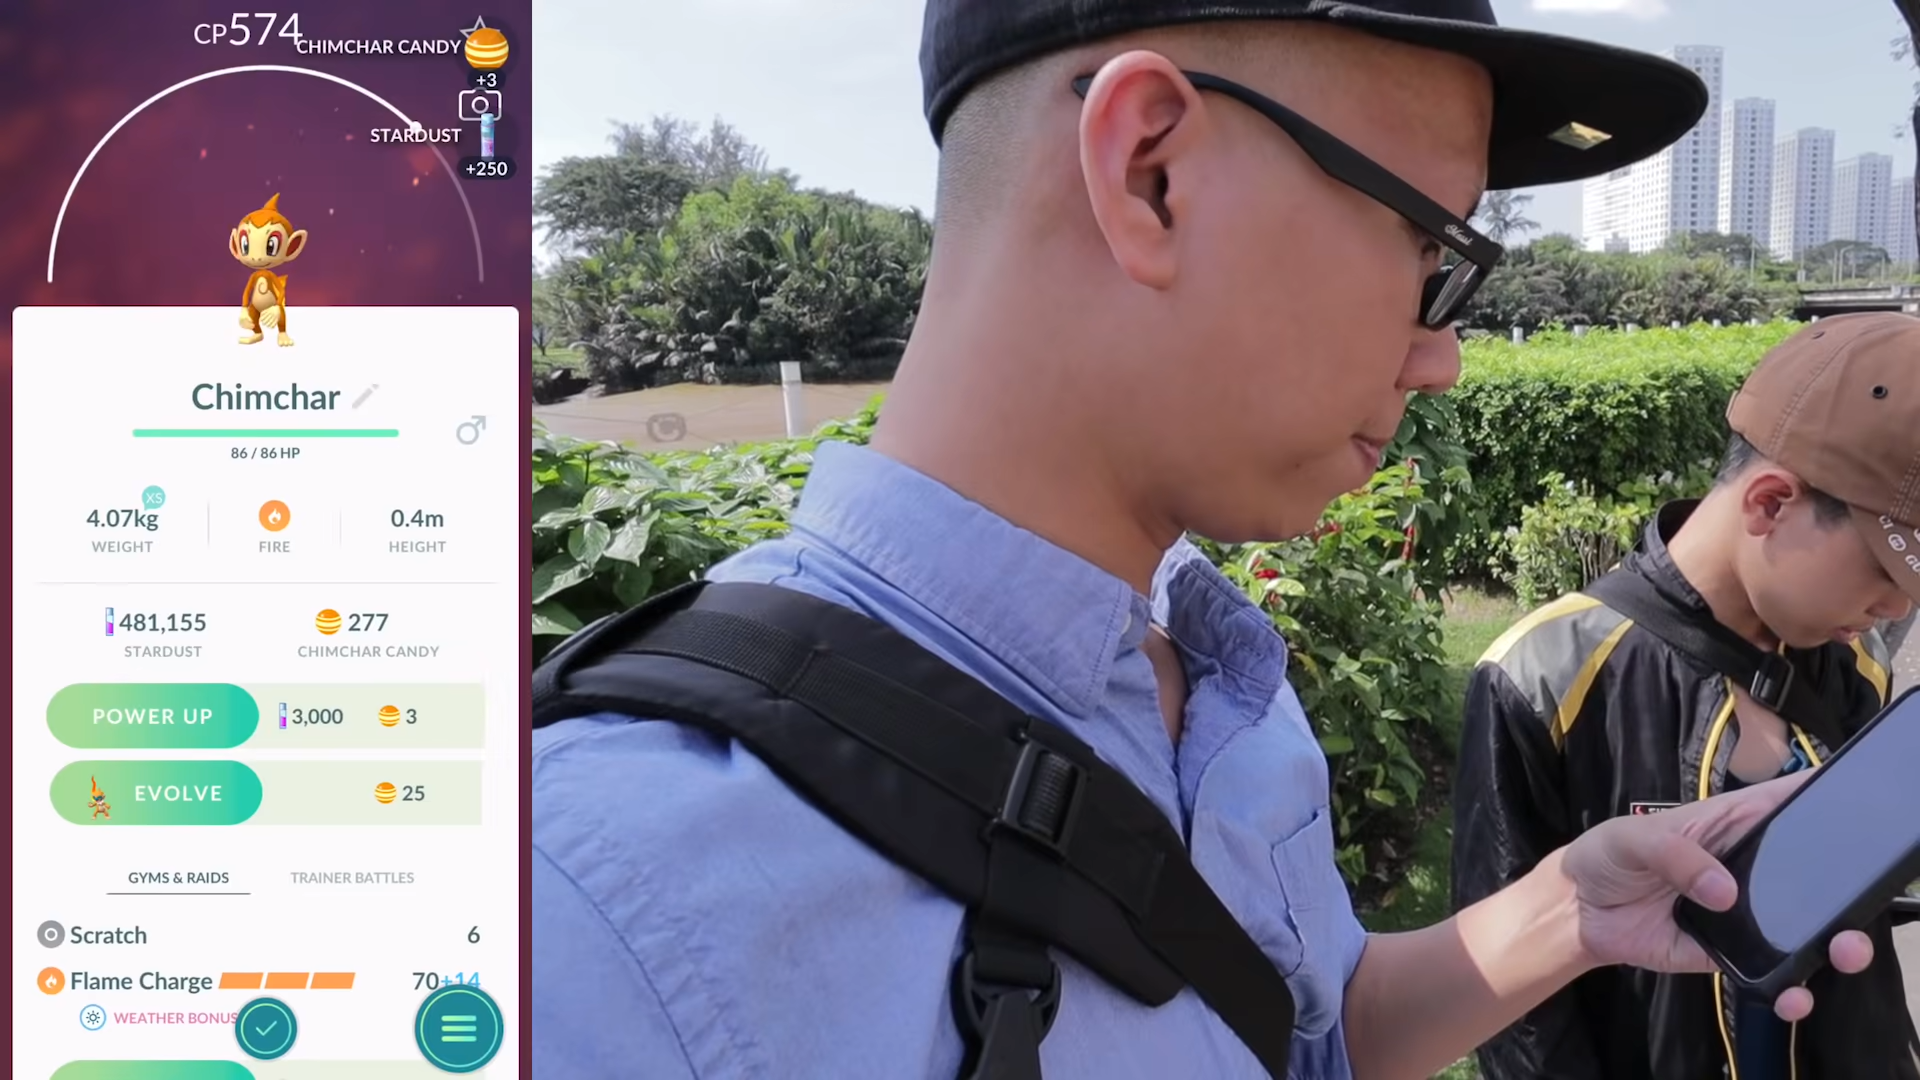 CP574
CHIMCHAR CANDY
+3
STARDUST
+250
Chimchar
86 / 86 HP
XS
4.07kg
WEIGHT
FIRE
0.4m
HEIGHT
481,155
STARDUST
277
CHIMCHAR CANDY
POWER UP
3,000
3
EVOLVE
25
GYMS & RAIDS
TRAINER BATTLES
Scratch
6
Flame Charge
70+14
WEATHER BONUS